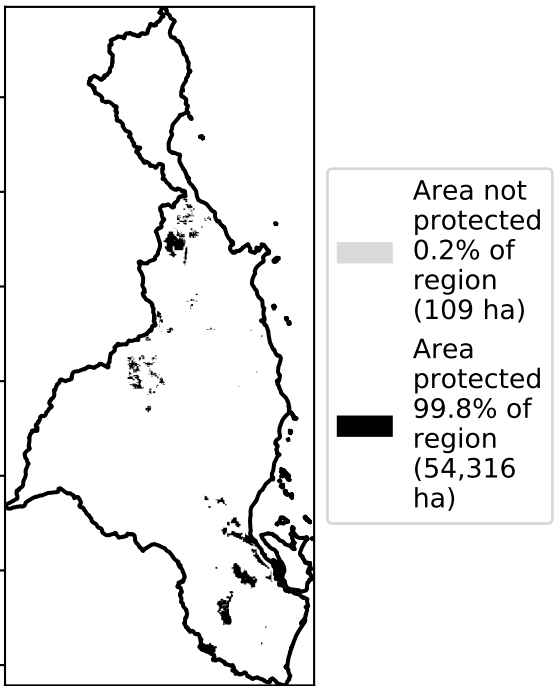 Area not
protected
0.2% of
region
(109 ha)
Area
protected
99.8% of
region
(54,316
ha)